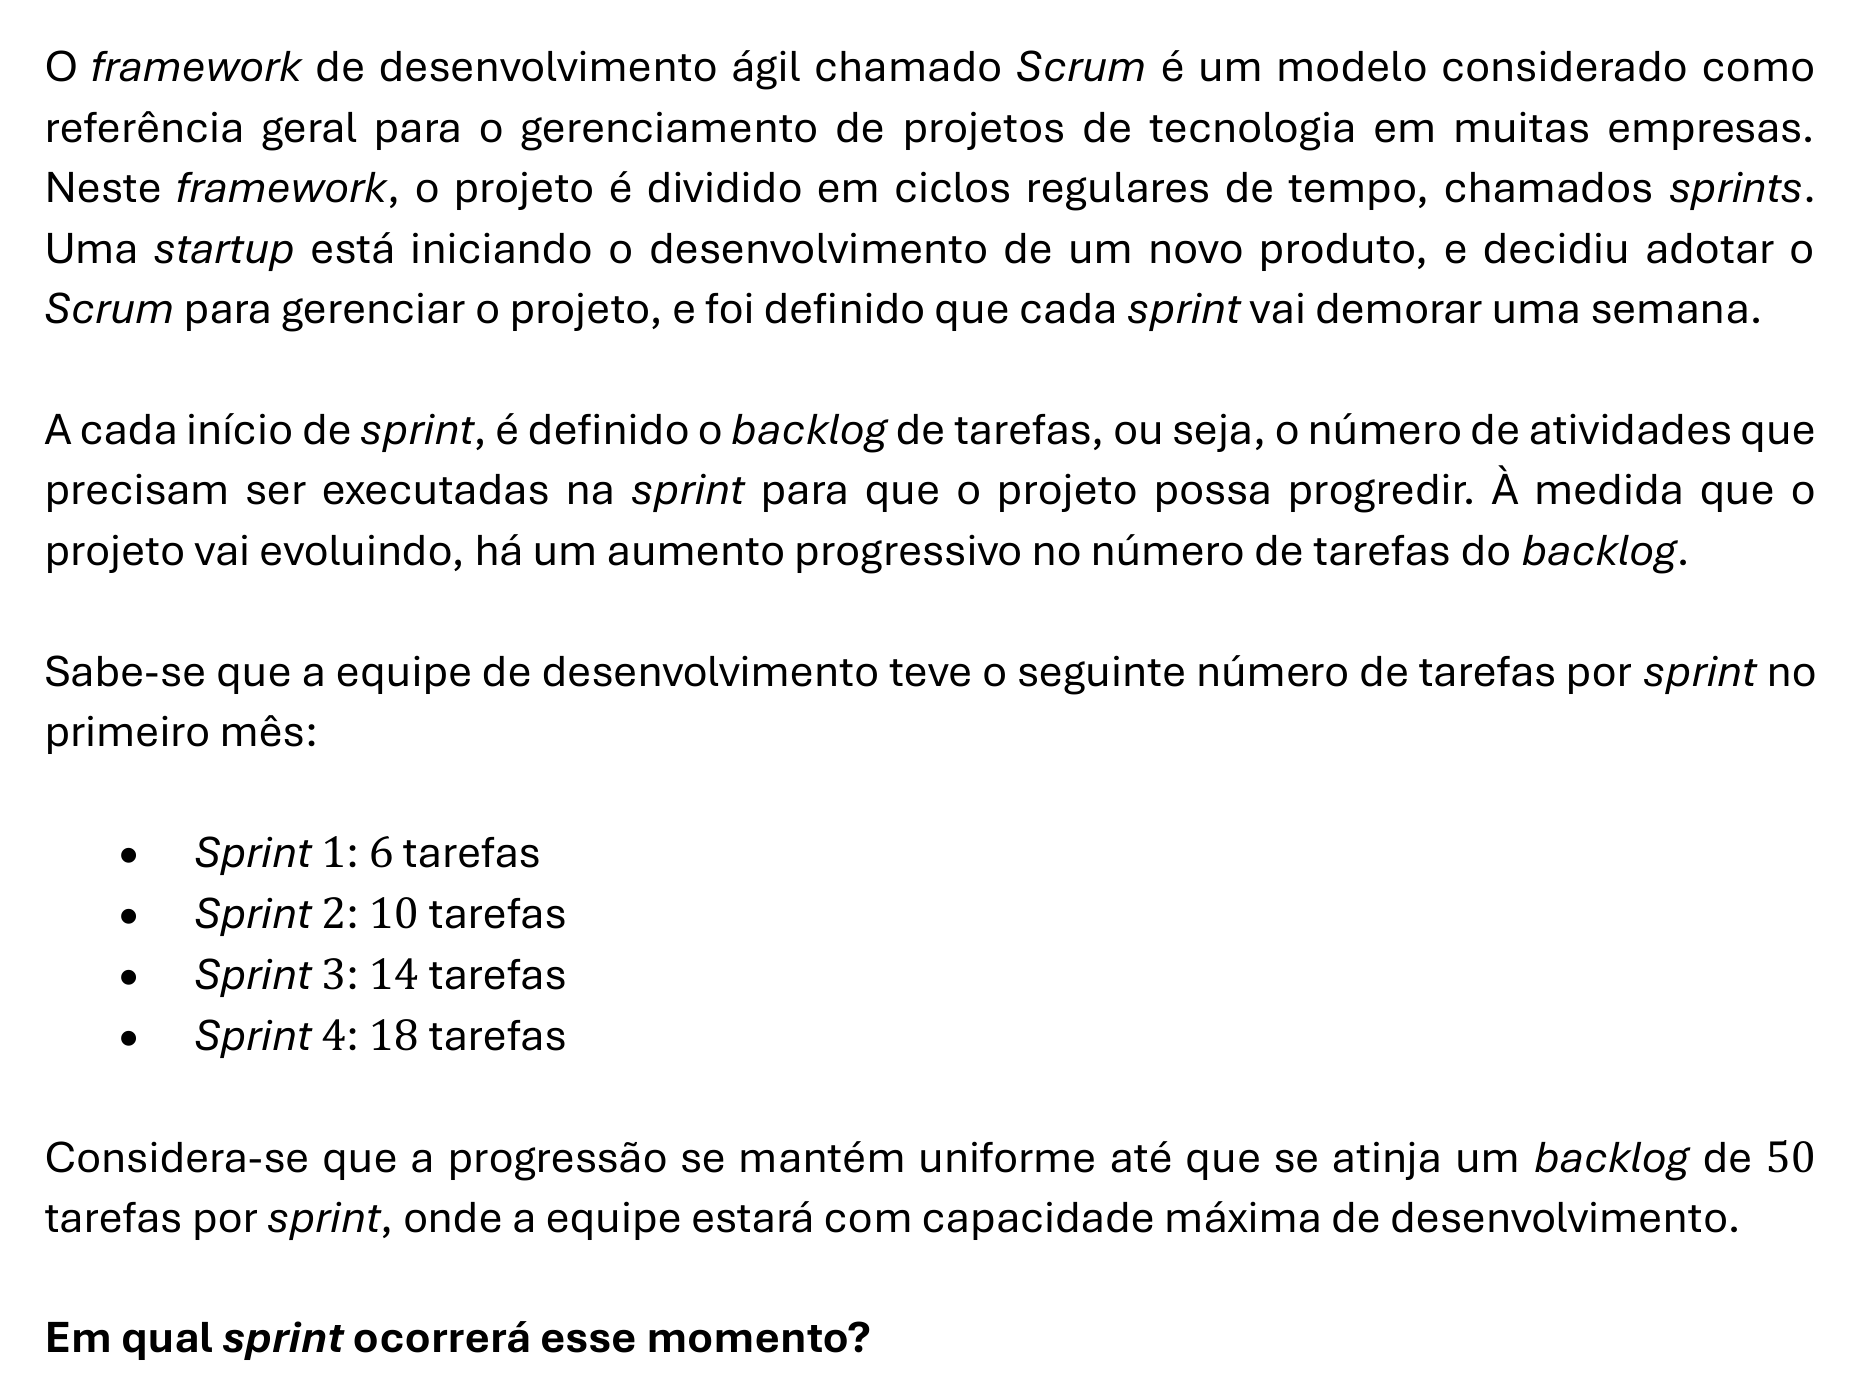 O framework de desenvolvimento ágil chamado Scrum é um modelo considerado como
referência geral para o gerenciamento de projetos de tecnologia em muitas empresas.
Neste framework, o projeto é dividido em ciclos regulares de tempo, chamados sprints.
Uma startup está iniciando o desenvolvimento de um novo produto, e decidiu adotar o
Scrum para gerenciar o projeto, e foi definido que cada sprint vai demorar uma semana.
A cada início de sprint, é definido o backlog de tarefas, ou seja, o número de atividades que
precisam ser executadas na sprint para que o projeto possa progredir. À medida que o
projeto vai evoluindo, há um aumento progressivo no número de tarefas do backlog.
Sabe-se que a equipe de desenvolvimento teve o seguinte número de tarefas por sprint no
primeiro mês:
• Sprint 1: 6 tarefas
• Sprint 2: 10 tarefas
• Sprint 3: 14 tarefas
• Sprint 4: 18 tarefas
Considera-se que a progressão se mantém uniforme até que se atinja um backlog de 50
tarefas por sprint, onde a equipe estará com capacidade máxima de desenvolvimento.
Em qual sprint ocorrerá esse momento?